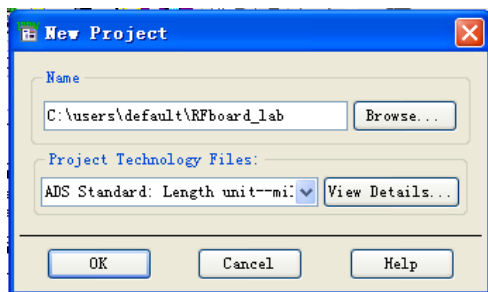 New Project
Name
C:\users\default\RFboard_lab
Browse...
Project Technology Files:
ADS Standard: Length unit--mil
View Details...
OK
Cancel
Help